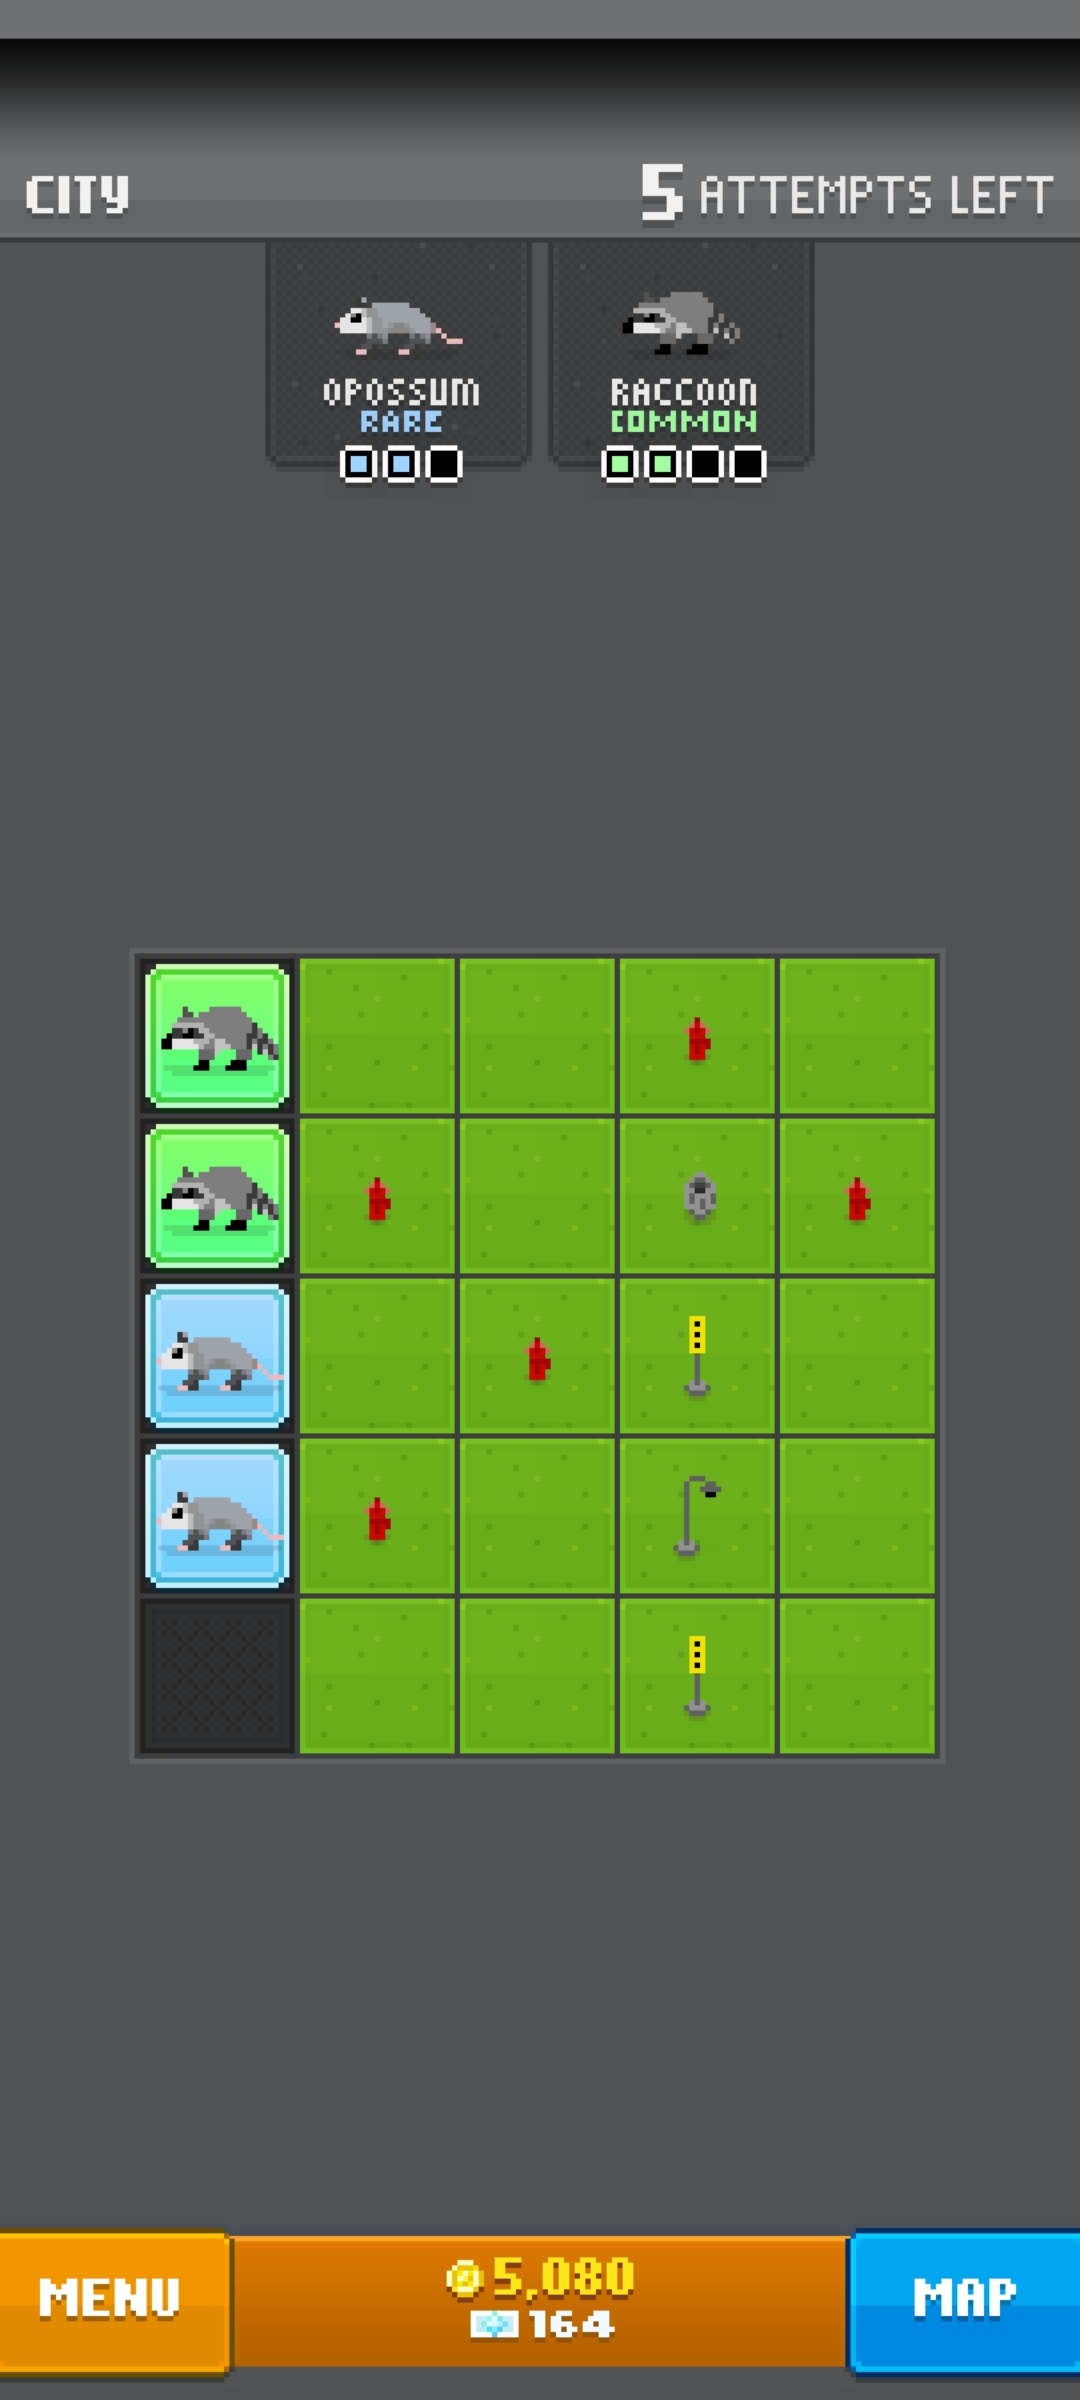 CITY
5 ATTEMPTS LEFT
OPOSSUM
RARE
RACCOON
COMMON
MENU
5,080
164
MAP